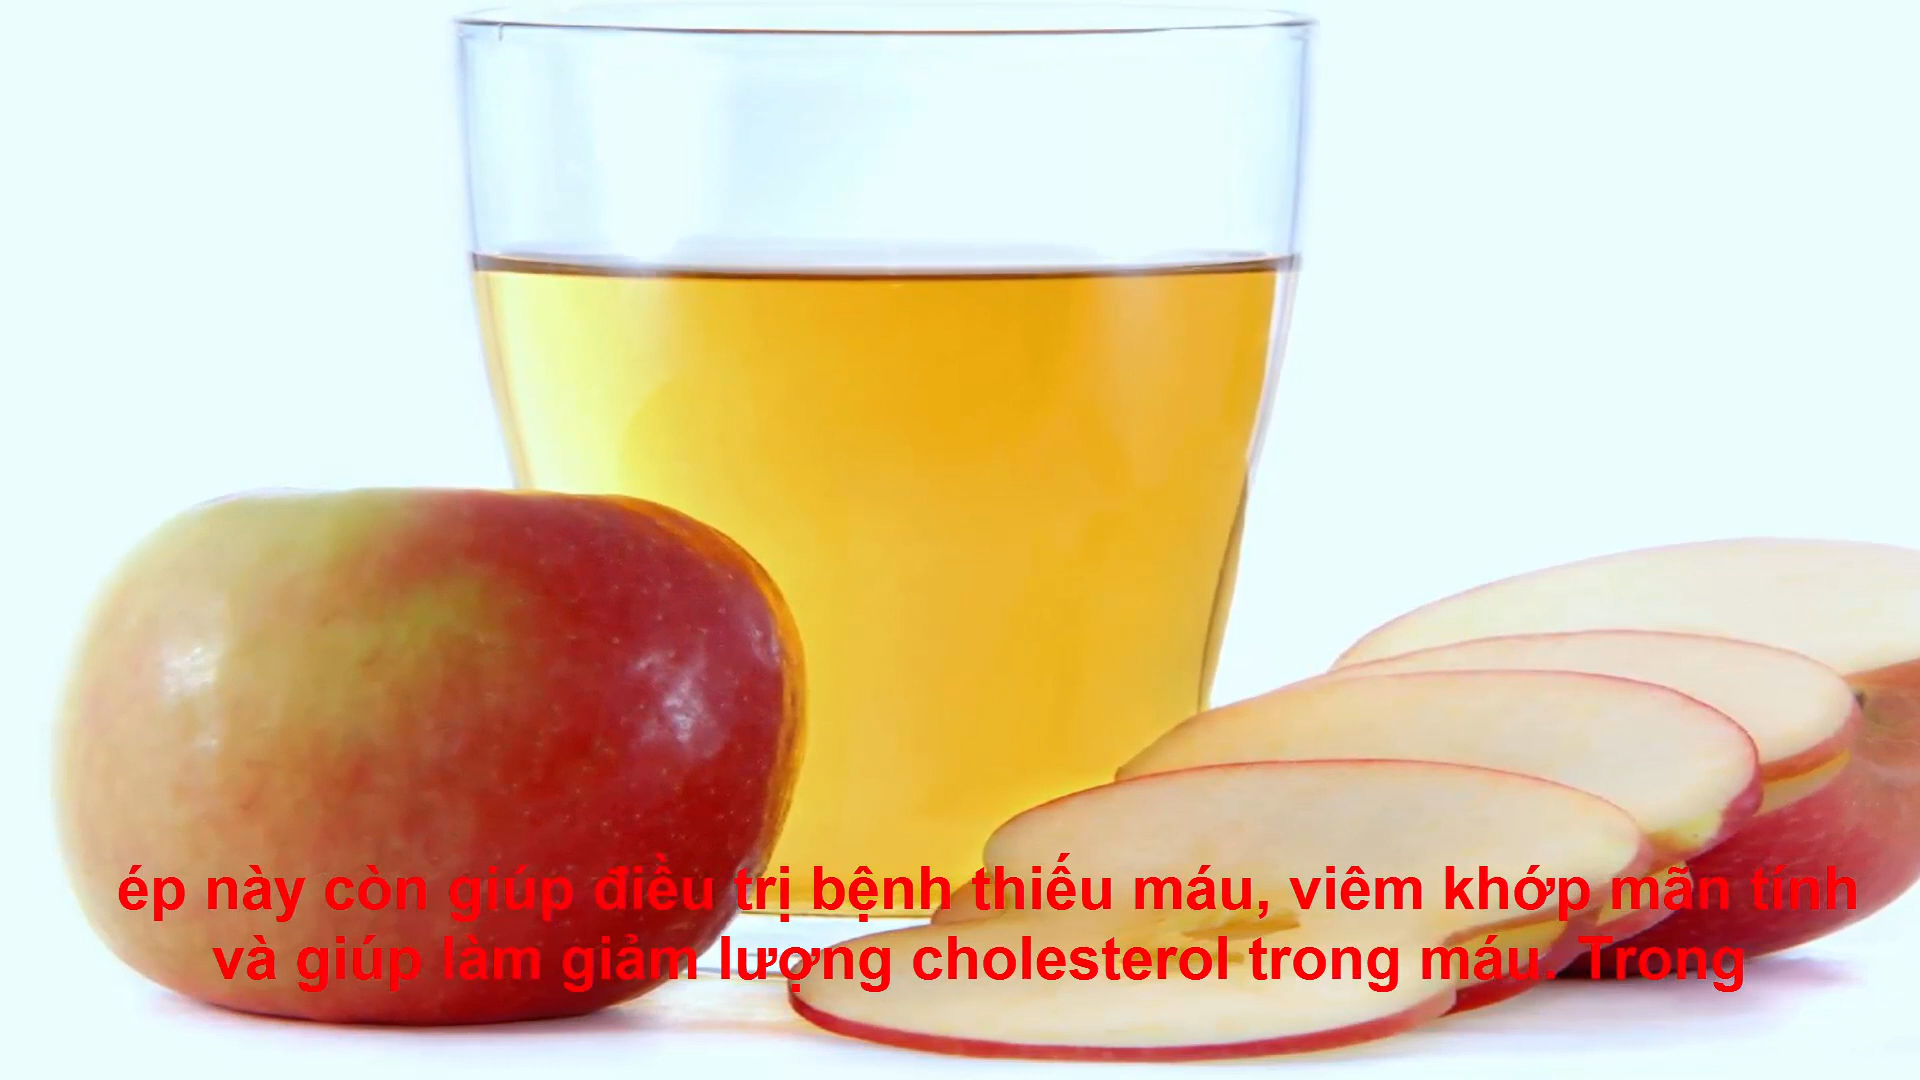 ép này còn giúp điều trị bệnh thiếu máu, viêm khớp mãn tính
và giúp làm giảm lượng cholesterol trong máu. Trong